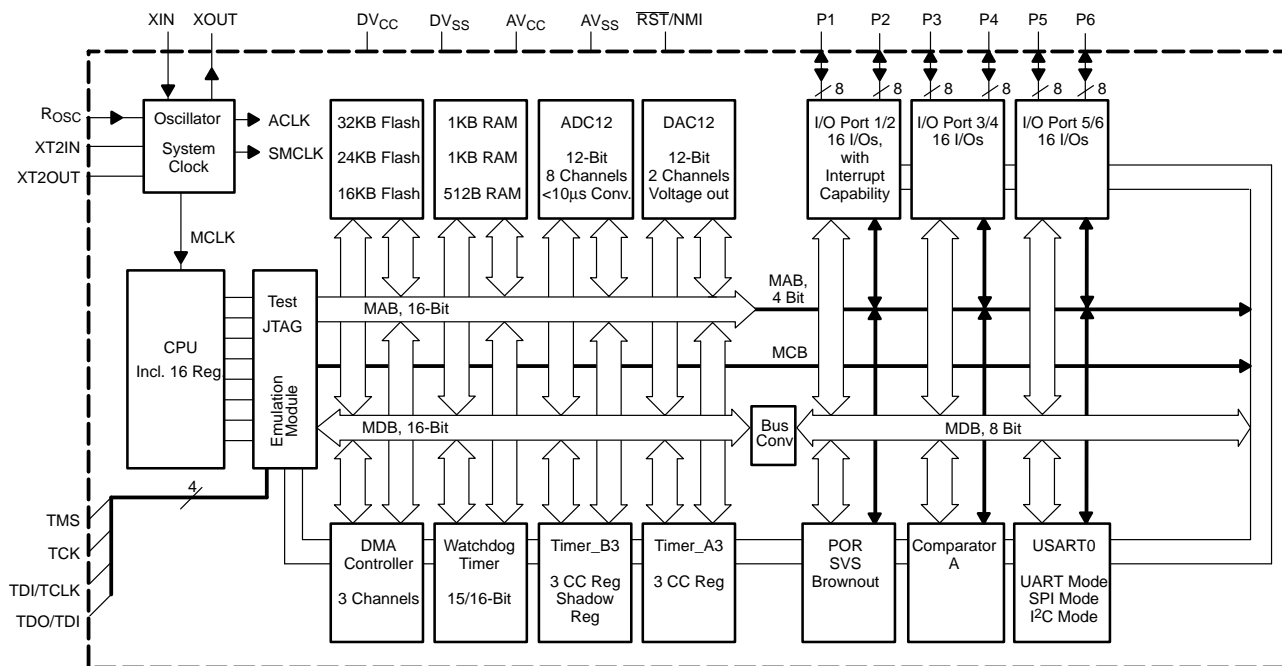 XIN XOUT DVCC DVSS AVCC AVSS RST/NMI P1 P2 P3 P4 P5 P6
8 8 8 8 8 8
ROSC
XT2IN
XT2OUT
Oscillator
System
Clock
ACLK
SMCLK
32KB Flash
24KB Flash
16KB Flash
1KB RAM
1KB RAM
512B RAM
ADC12
12-Bit
8 Channels
<10µs Conv.
DAC12
12-Bit
2 Channels
Voltage out
I/O Port 1/2
16 I/Os,
with
Interrupt
Capability
I/O Port 3/4
16 I/Os
I/O Port 5/6
16 I/Os
MCLK
CPU
Incl. 16 Reg.
Test
JTAG
Emulation
Module
MAB, 16-Bit
MAB,
4 Bit
MCB
MDB, 16-Bit
Bus
Conv
MDB, 8 Bit
4
TMS
TCK
TDI/TCLK
TDO/TDI
DMA
Controller
3 Channels
Watchdog
Timer
15/16-Bit
Timer_B3
3 CC Reg
Shadow
Reg
Timer_A3
3 CC Reg
POR
SVS
Brownout
Comparator
A
USART0
UART Mode
SPI Mode
I2C Mode